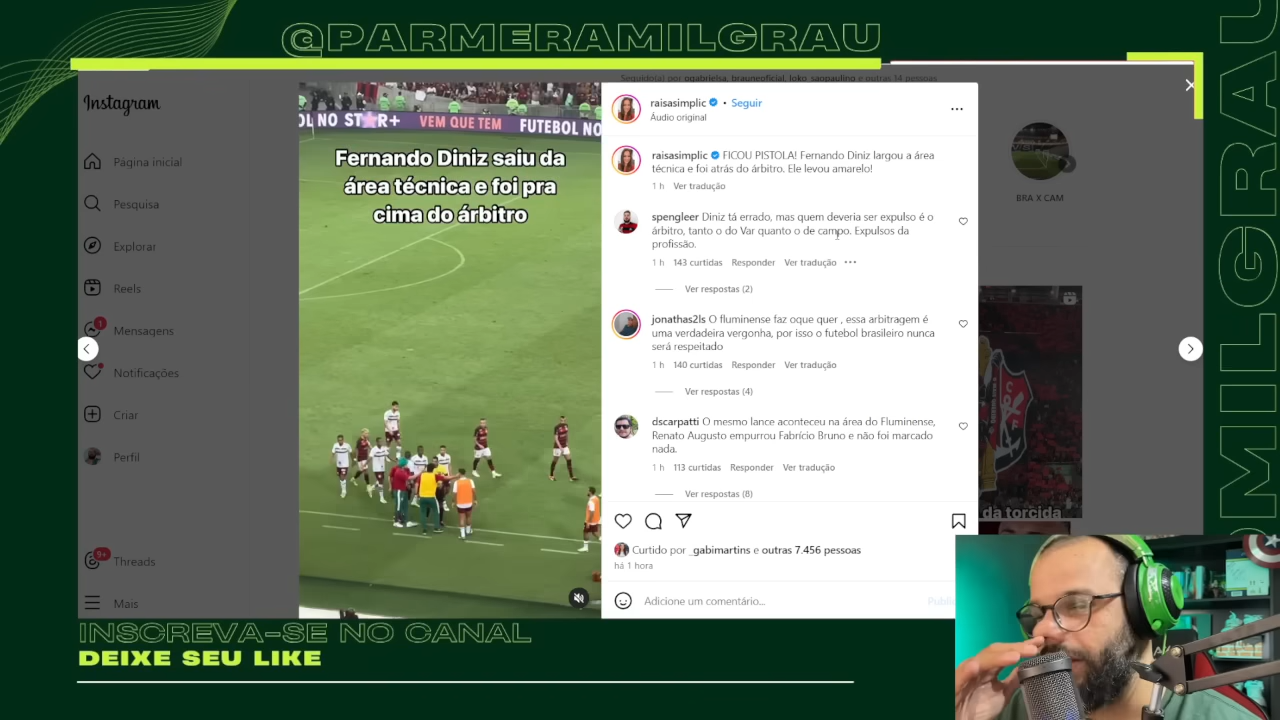 @PARMERAMILGRAU
Seguido(a) por ogabrielsa, brauneoficial, loko_saopaulino e outras 14 pessoas
Instagram
Página inicial
Pesquisa
Explorar
Reels
1
Mensagens
Notificações
Criar
Perfil
9+
Threads
Mais
OL NO STAR+ VEM QUE TEM FUTEBOL NO
Fernando Diniz saiu da
área técnica e foi pra
cima do árbitro
raisasimplic • Seguir
Áudio original
raisasimplic FICOU PISTOLA! Fernando Diniz largou a área
técnica e foi atrás do árbitro. Ele levou amarelo!
1 h Ver tradução
spengleer Diniz tá errado, mas quem deveria ser expulso é o
árbitro, tanto o do Var quanto o de campo. Expulsos da
profissão.
1 h 143 curtidas Responder Ver tradução
Ver respostas (2)
jonathas2ls O fluminense faz oque quer , essa arbitragem é
uma verdadeira vergonha, por isso o futebol brasileiro nunca
será respeitado
1 h 140 curtidas Responder Ver tradução
Ver respostas (4)
dscarpatti O mesmo lance aconteceu na área do Fluminense,
Renato Augusto empurrou Fabrício Bruno e não foi marcado
nada.
1 h 113 curtidas Responder Ver tradução
Ver respostas (8)
Curtido por _gabimartins e outras 7.456 pessoas
há 1 hora
Adicione um comentário...
BRA X CAM
da torcida
INSCREVA-SE NO CANAL
DEIXE SEU LIKE
MILGRAU